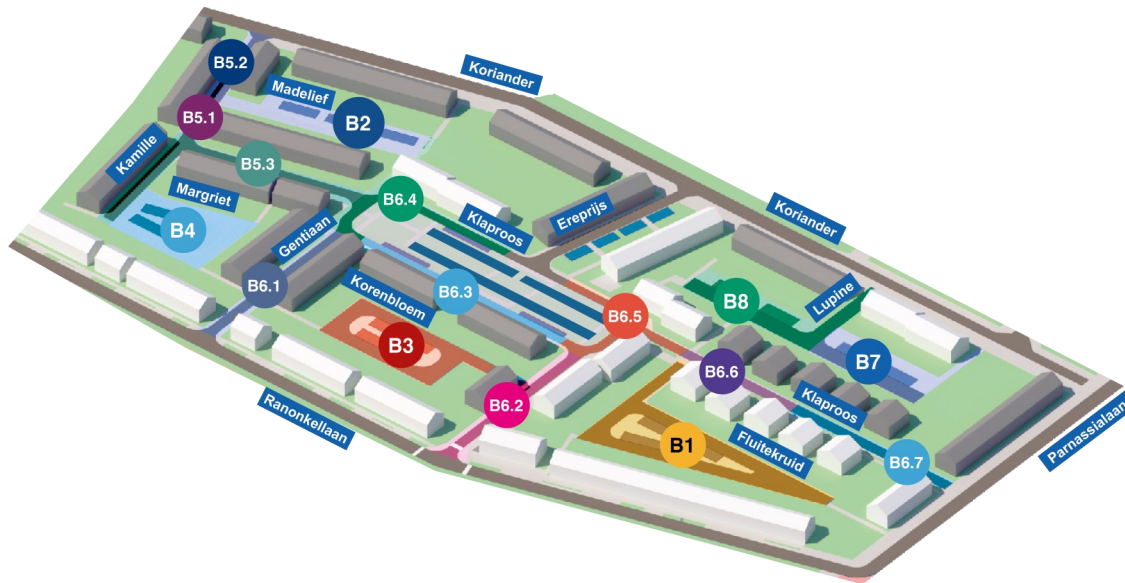 B5.2
Koriander
Madelief
B2
B5.1
Kamille
B5.3
Margriet
B4
B6.4
Klaproos
Ereprijs
Koriander
Gentiaan
B6.1
Korenbloem
B6.3
B3
B6.5
B8
Lupine
B7
B6.6
Klaproos
B6.2
Ranonkellaan
B1
Fluitekruid
B6.7
Parnassialaan